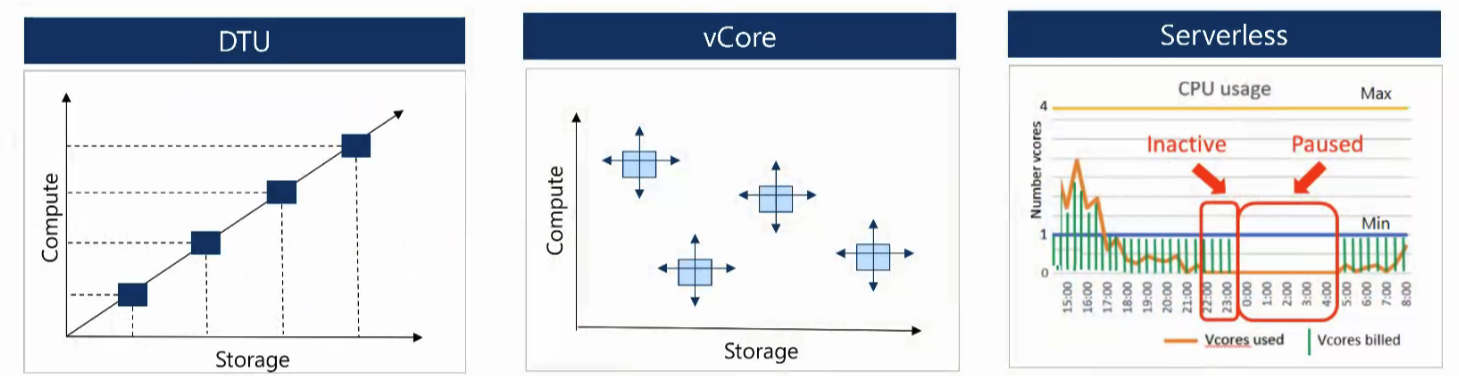 DTU
Compute
Storage
vCore
Compute
Storage
Serverless
CPU usage
Max
4
Inactive
Paused
Number vcores
Min
1
0
15:00
16:00
17:00
18:00
19:00
20:00
21:00
22:00
23:00
0:00
1:00
2:00
3:00
4:00
5:00
6:00
7:00
8:00
Vcores used
Vcores billed